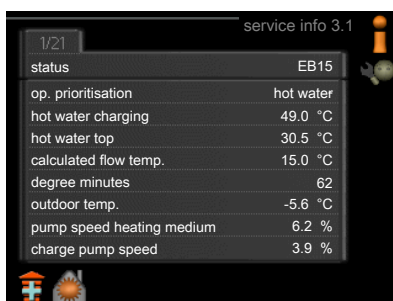 service info 3.1
1/21
status EB15
op. prioritisation hot water
hot water charging 49.0 °C
hot water top 30.5 °C
calculated flow temp. 15.0 °C
degree minutes 62
outdoor temp. -5.6 °C
pump speed heating medium 6.2 %
charge pump speed 3.9 %